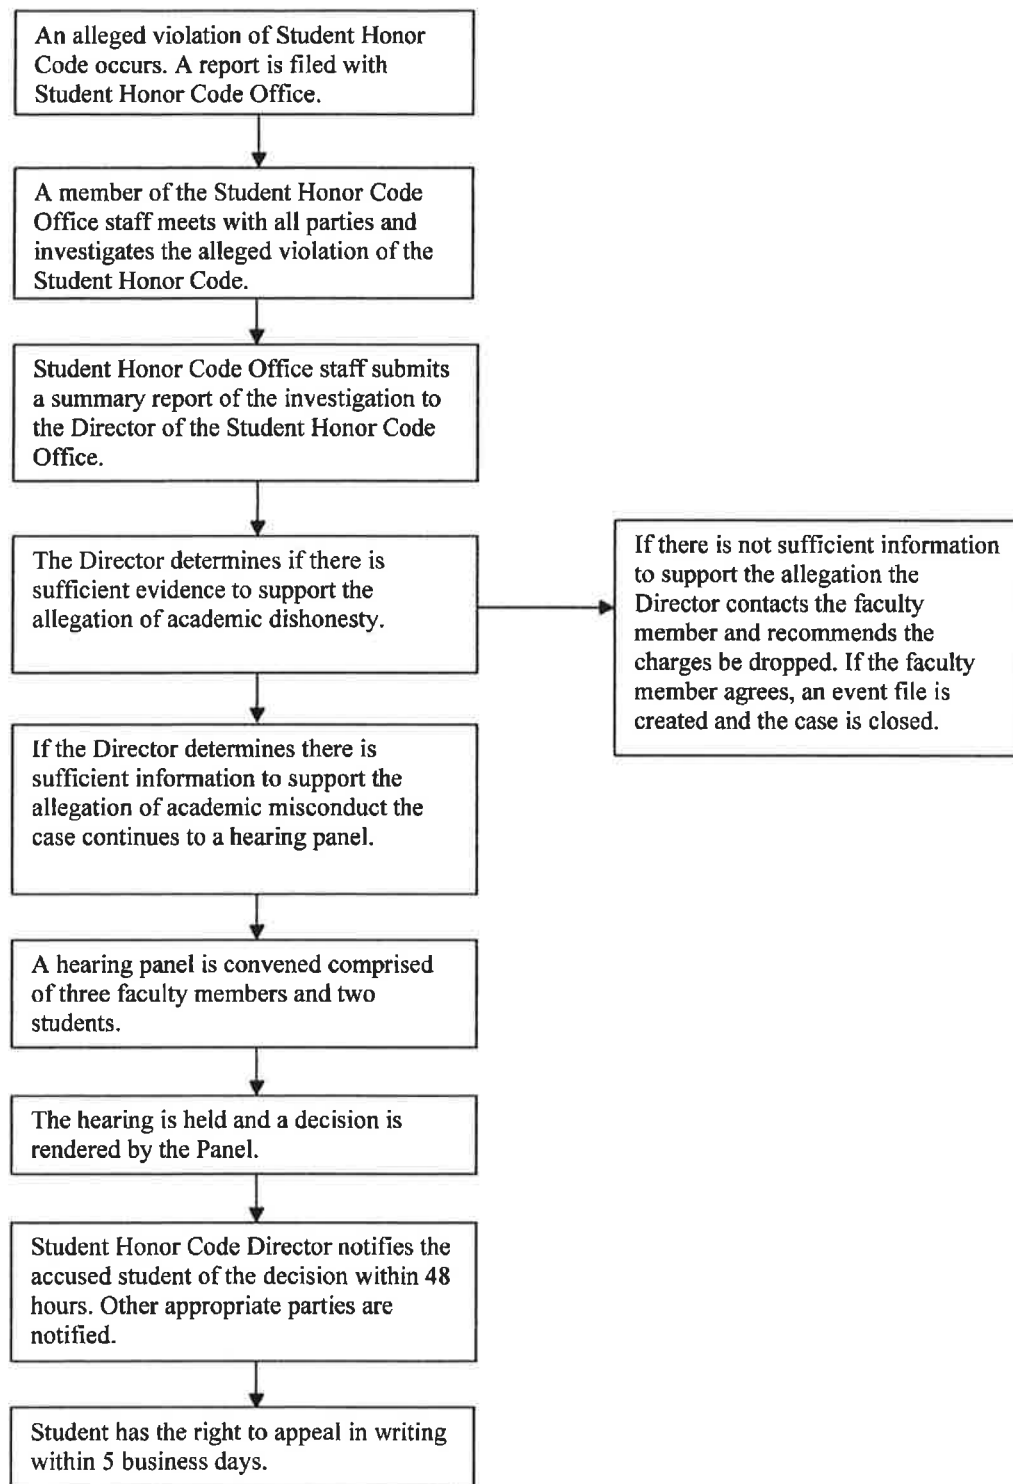 An alleged violation of Student Honor
Code occurs. A report is filed with
Student Honor Code Office.
A member of the Student Honor Code
Office staff meets with all parties and
investigates the alleged violation of the
Student Honor Code.
Student Honor Code Office staff submits
a summary report of the investigation to
the Director of the Student Honor Code
Office.
The Director determines if there is
sufficient evidence to support the
allegation of academic dishonesty.
If there is not sufficient information
to support the allegation the
Director contacts the faculty
member and recommends the
charges be dropped. If the faculty
member agrees, an event file is
created and the case is closed.
If the Director determines there is
sufficient information to support the
allegation of academic misconduct the
case continues to a hearing panel.
A hearing panel is convened comprised
of three faculty members and two
students.
The hearing is held and a decision is
rendered by the Panel.
Student Honor Code Director notifies the
accused student of the decision within 48
hours. Other appropriate parties are
notified.
Student has the right to appeal in writing
within 5 business days.